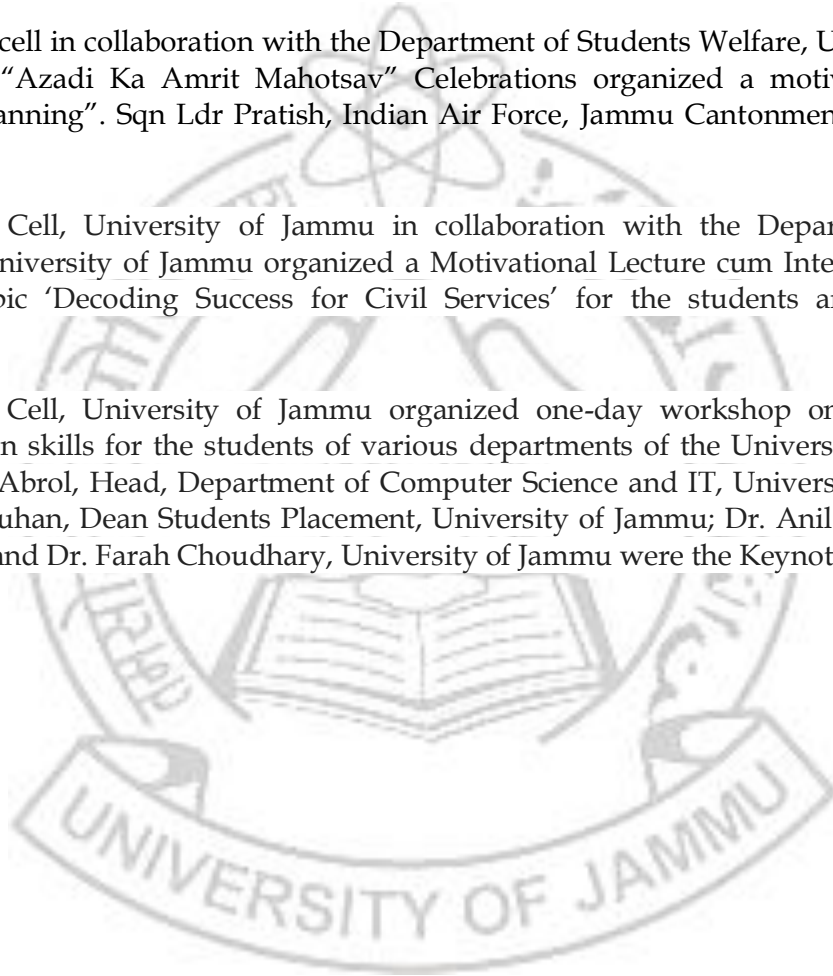 cell in collaboration with the Department of Students Welfare, U
“Azadi Ka Amrit Mahotsav” Celebrations organized a motiv
anning”. Sqn Ldr Pratish, Indian Air Force, Jammu Cantonmen
Cell, University of Jammu in collaboration with the Depar
niversity of Jammu organized a Motivational Lecture cum Inte
pic ‘Decoding Success for Civil Services’ for the students a
Cell, University of Jammu organized one-day workshop on
n skills for the students of various departments of the Univers
Abrol, Head, Department of Computer Science and IT, Univers
uhan, Dean Students Placement, University of Jammu; Dr. Anil
and Dr. Farah Choudhary, University of Jammu were the Keynot
UNIVERSITY OF JAMMU